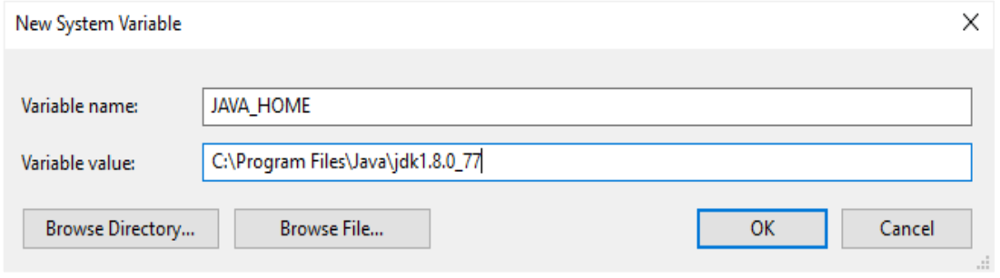 New System Variable
Variable name: JAVA_HOME
Variable value: C:\Program Files\Java\jdk1.8.0_77
Browse Directory... Browse File... OK Cancel